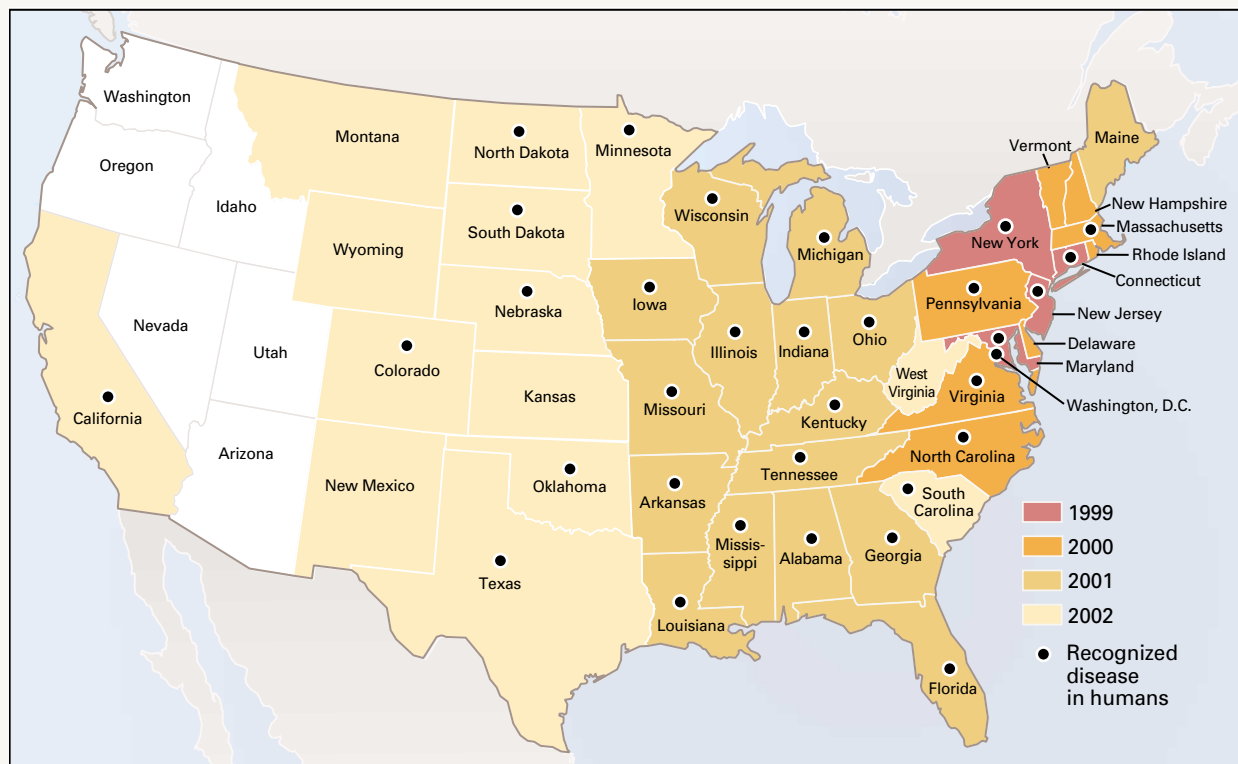 Washington
Montana
North Dakota
Minnesota
Vermont
Maine
Oregon
Idaho
Wisconsin
New Hampshire
Massachusetts
South Dakota
New York
Wyoming
Michigan
Rhode Island
Connecticut
Iowa
Pennsylvania
Nebraska
New Jersey
Nevada
Utah
Illinois
Indiana
Ohio
Delaware
Colorado
West
Virginia
Maryland
Kansas
Missouri
Virginia
Washington, D.C.
California
Kentucky
Arizona
North Carolina
Tennessee
New Mexico
Oklahoma
Arkansas
South
Carolina
Missis-
sippi
Alabama
Georgia
Texas
Louisiana
Florida
1999
2000
2001
2002
Recognized
disease
in humans